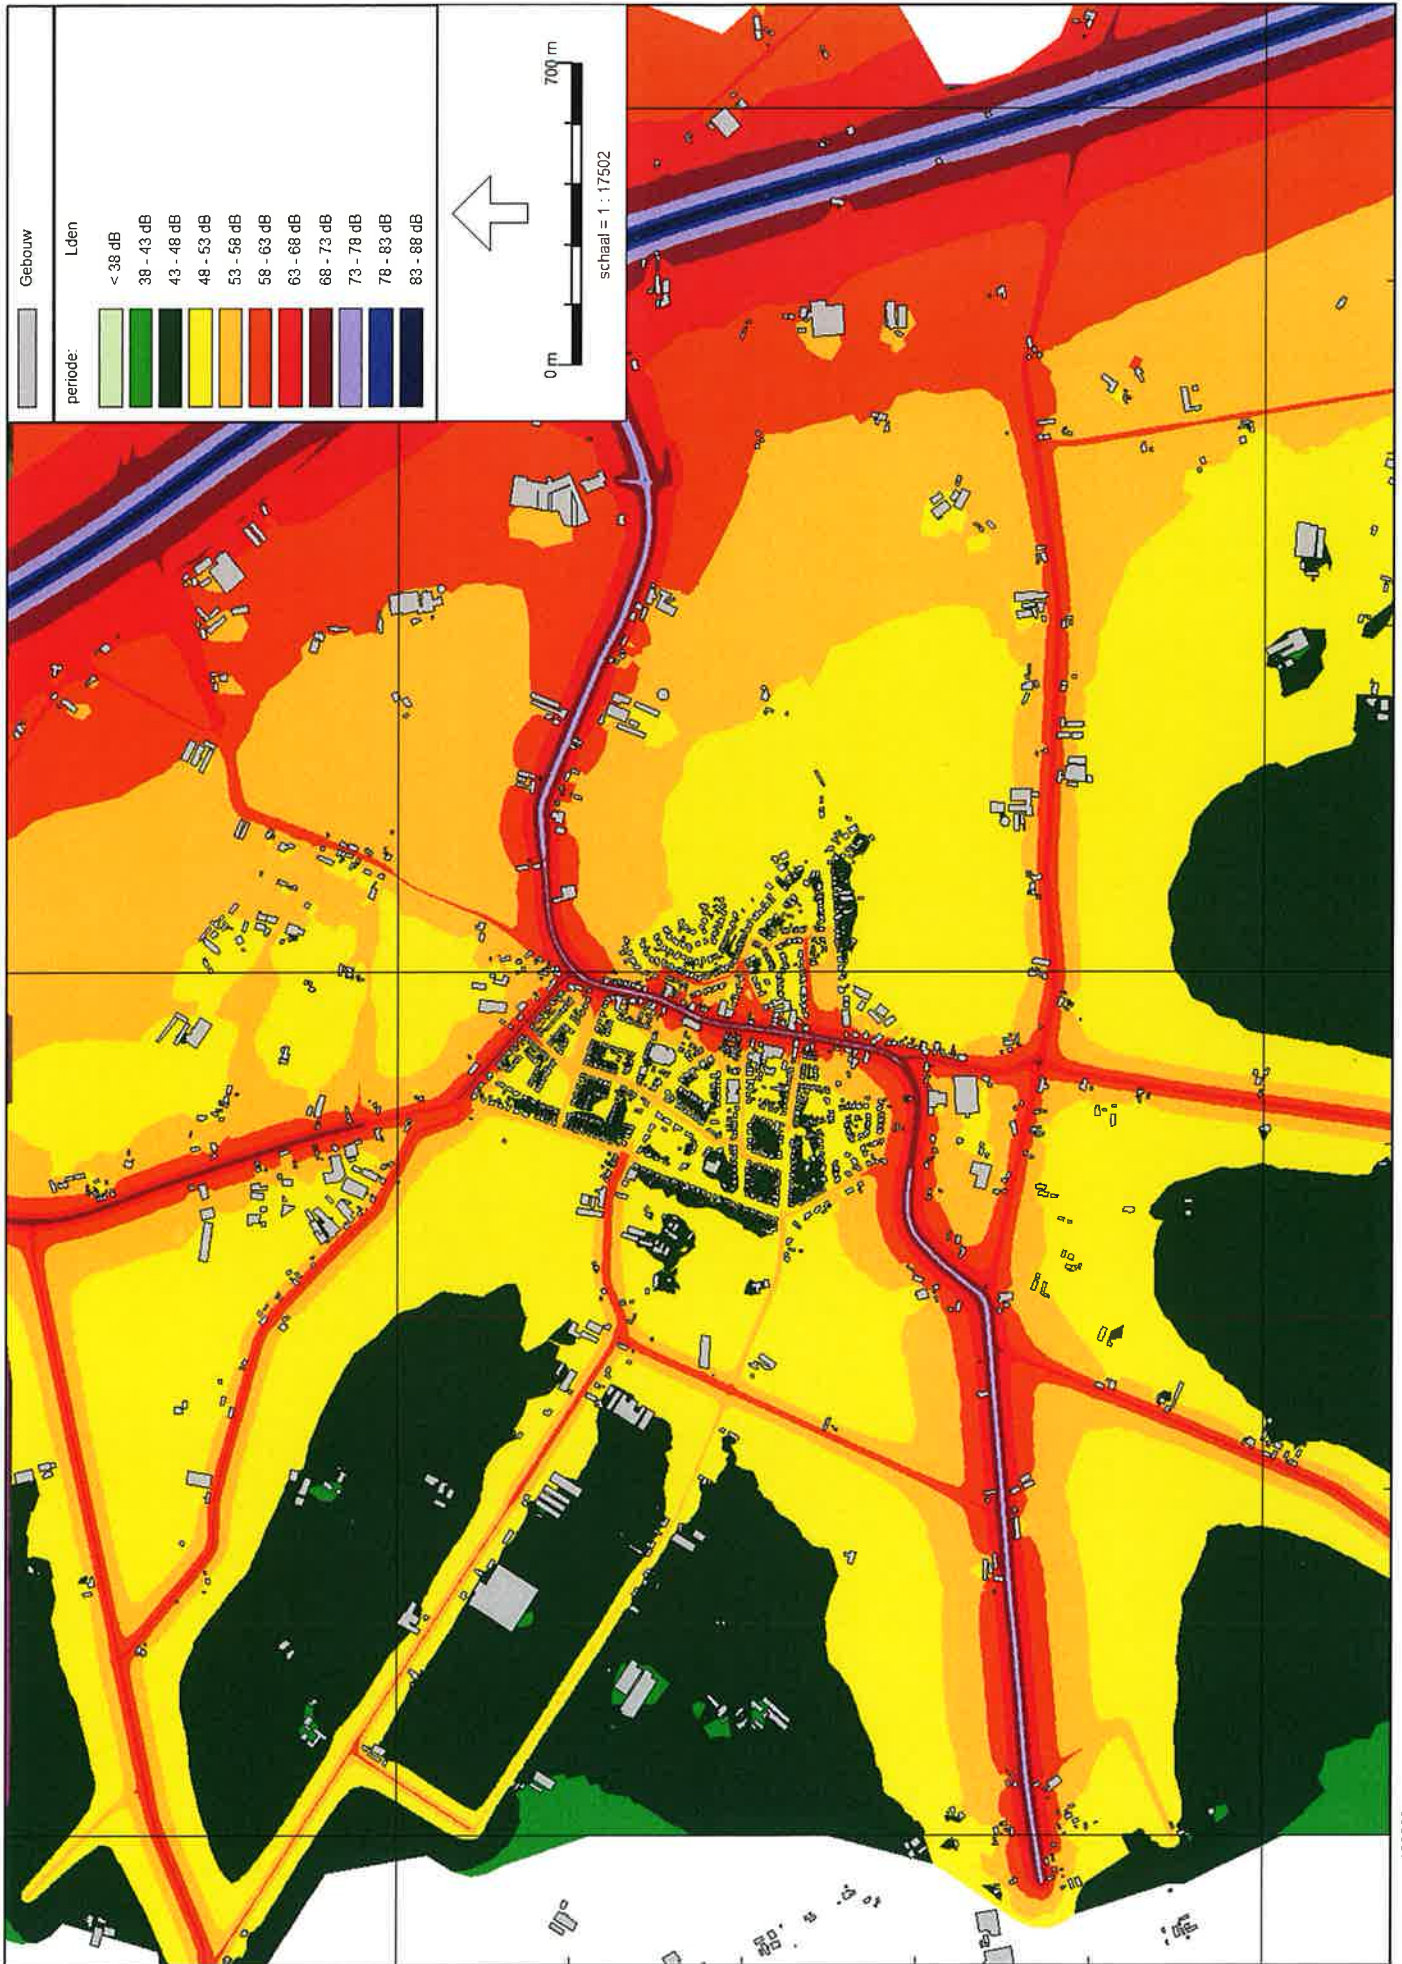 Gebouw
periode: Lden
< 38 dB
38 - 43 dB
43 - 48 dB
48 - 53 dB
53 - 58 dB
58 - 63 dB
63 - 68 dB
68 - 73 dB
73 - 78 dB
78 - 83 dB
83 - 88 dB
0 m 700 m
schaal = 1 : 17502